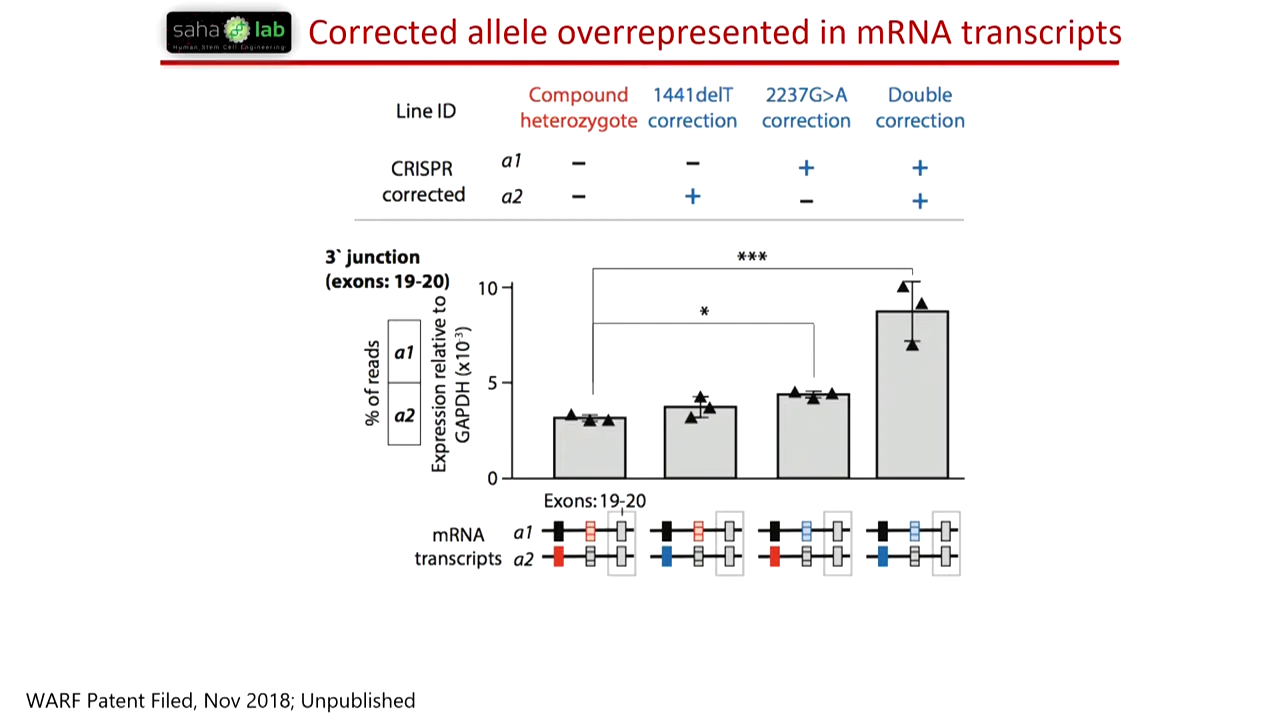 saha lab
Human Stem Cell Engineering
Corrected allele overrepresented in mRNA transcripts
Line ID
Compound heterozygote
1441delT correction
2237G>A correction
Double correction
CRISPR corrected
a1 – – + +
a2 – + – +
3` junction
(exons: 19-20)
% of reads
a1
a2
Expression relative to
GAPDH (x10⁻³)
10
5
0
***
*
Exons: 19-20
mRNA
transcripts
a1
a2
WARF Patent Filed, Nov 2018; Unpublished